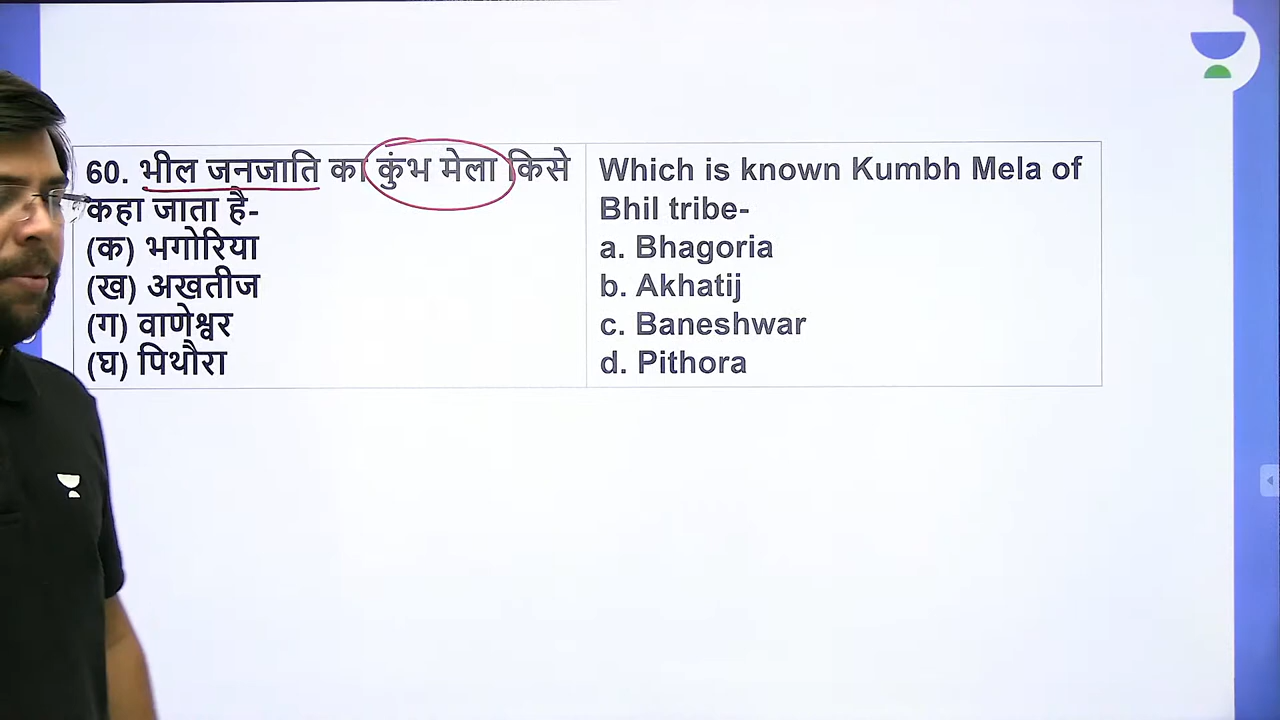 60. भील जनजाति का कुंभ मेला किसे
कहा जाता है-
(क) भगोरिया
(ख) अखतीज
(ग) वाणेश्वर
(घ) पिथौरा
Which is known Kumbh Mela of
Bhil tribe-
a. Bhagoria
b. Akhatij
c. Baneshwar
d. Pithora